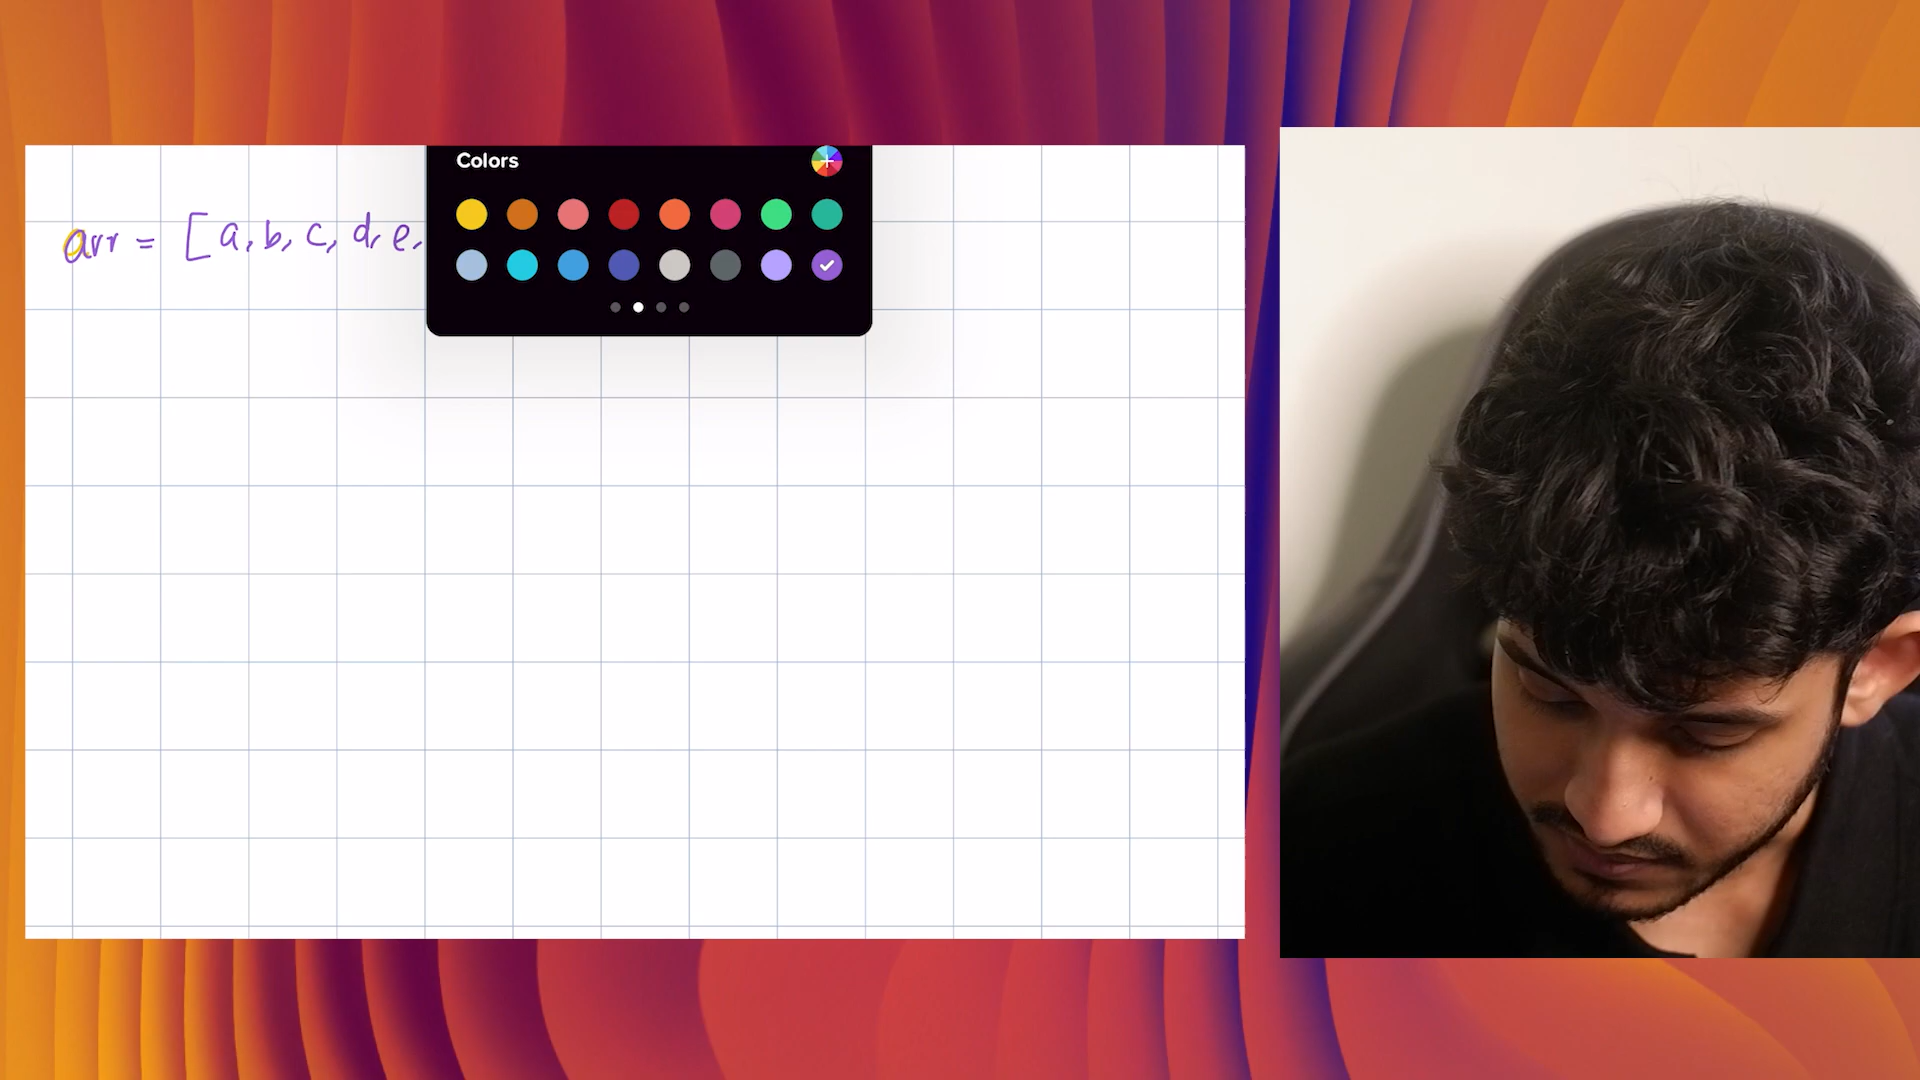 Colors
arr = [a, b, c, d, e,